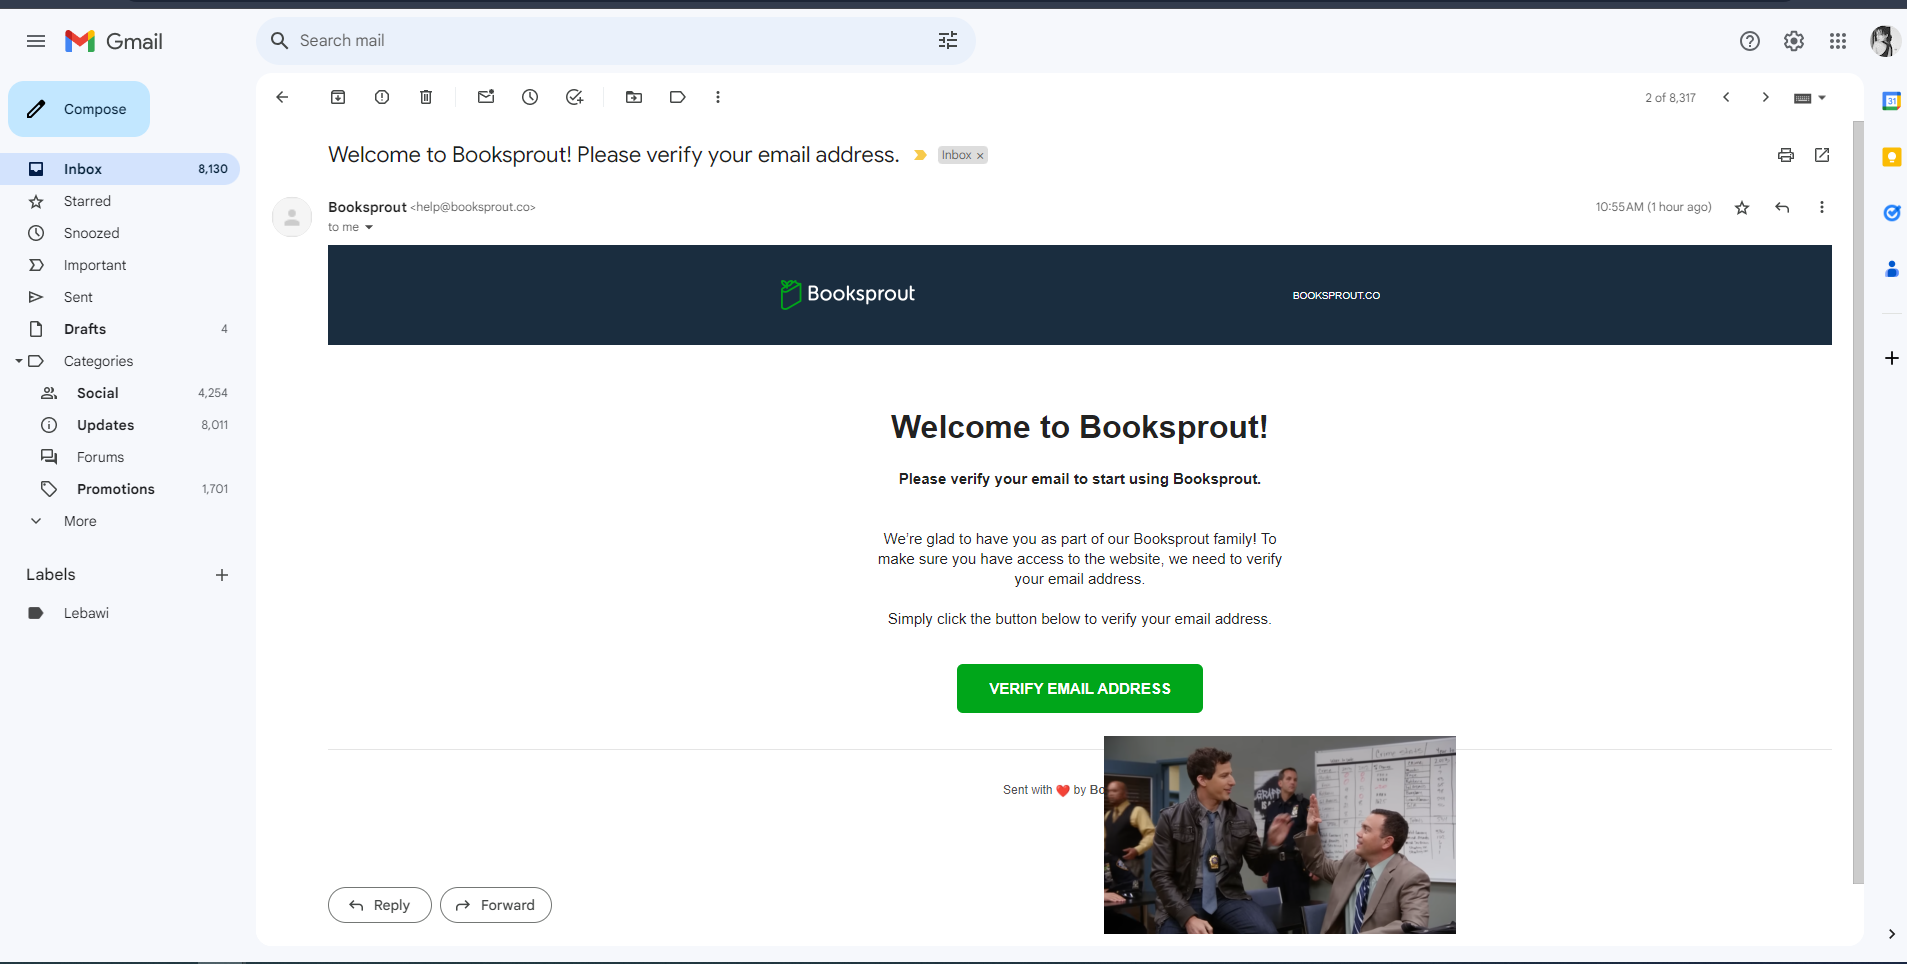 Gmail
Search mail
Compose
Inbox 8,130
Starred
Snoozed
Important
Sent
Drafts 4
Categories
Social 4,254
Updates 8,011
Forums
Promotions 1,701
More
Labels
Lebawi
2 of 8,317
Welcome to Booksprout! Please verify your email address.
Inbox ×
Booksprout <help@booksprout.co>
10:55 AM (1 hour ago)
to me
Booksprout
BOOKSPROUT.CO
Welcome to Booksprout!
Please verify your email to start using Booksprout.
We're glad to have you as part of our Booksprout family! To
make sure you have access to the website, we need to verify
your email address.
Simply click the button below to verify your email address.
VERIFY EMAIL ADDRESS
Sent with ❤️ by Bo
Reply
Forward
31